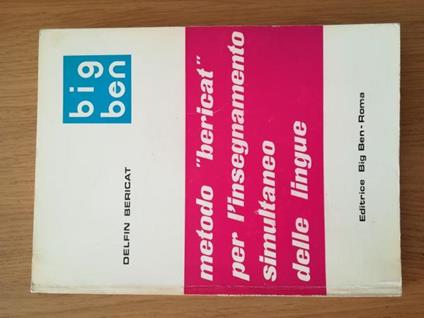 big
ben
DELFIN BERICAT
metodo "bericat"
per l'insegnamento
simultaneo
delle lingue
Editrice Big Ben - Roma